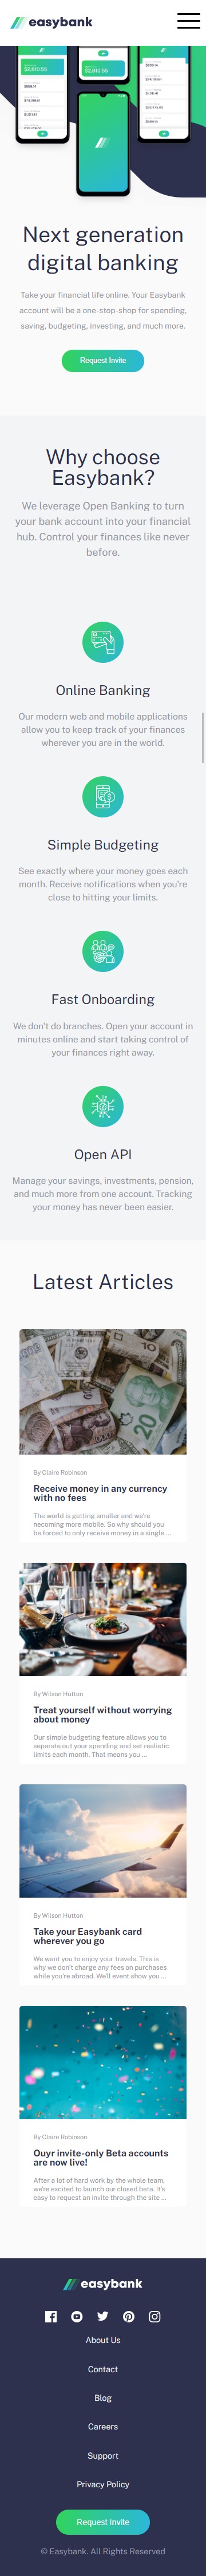 easybank
Next generation
digital banking
Take your financial life online. Your Easybank
account will be a one-stop-shop for spending,
saving, budgeting, investing, and much more.
Request Invite
Why choose
Easybank?
We leverage Open Banking to turn
your bank account into your financial
hub. Control your finances like never
before.
Online Banking
Our modern web and mobile applications
allow you to keep track of your finances
wherever you are in the world.
Simple Budgeting
See exactly where your money goes each
month. Receive notifications when you're
close to hitting your limits.
Fast Onboarding
We don't do branches. Open your account in
minutes online and start taking control of
your finances right away.
Open API
Manage your savings, investments, pension,
and much more from one account. Tracking
your money has never been easier.
Latest Articles
By Claire Robinson
Receive money in any currency
with no fees
The world is getting smaller and we're
becoming more mobile. So why should you
be forced to only receive money in a single ...
By Wilson Hutton
Treat yourself without worrying
about money
Our simple budgeting feature allows you to
separate out your spending and set realistic
limits each month. That means you ...
By Wilson Hutton
Take your Easybank card
wherever you go
We want you to enjoy your travels. This is
why we don't charge any fees on purchases
while you're abroad. We'll event show you ...
By Claire Robinson
Ouyr invite-only Beta accounts
are now live!
After a lot of hard work by the whole team,
we're excited to launch our closed beta. It's
easy to request an invite through the site ...
easybank
About Us
Contact
Blog
Careers
Support
Privacy Policy
Request Invite
© Easybank. All Rights Reserved